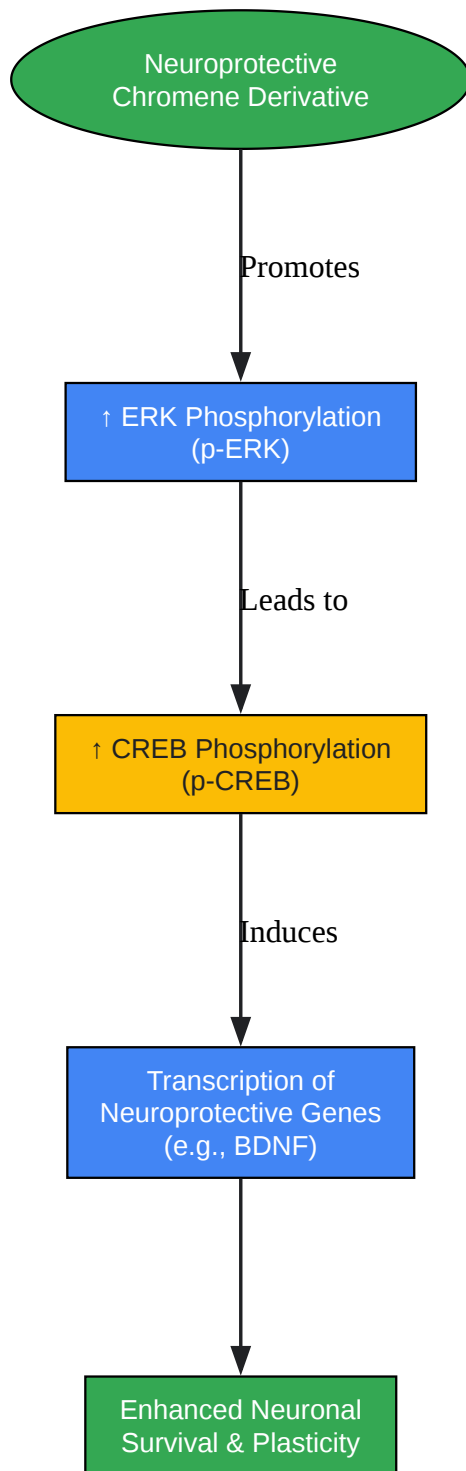 Neuroprotective
Chromene Derivative
Promotes
↑ ERK Phosphorylation
(p-ERK)
Leads to
↑ CREB Phosphorylation
(p-CREB)
Induces
Transcription of
Neuroprotective Genes
(e.g., BDNF)
Enhanced Neuronal
Survival & Plasticity